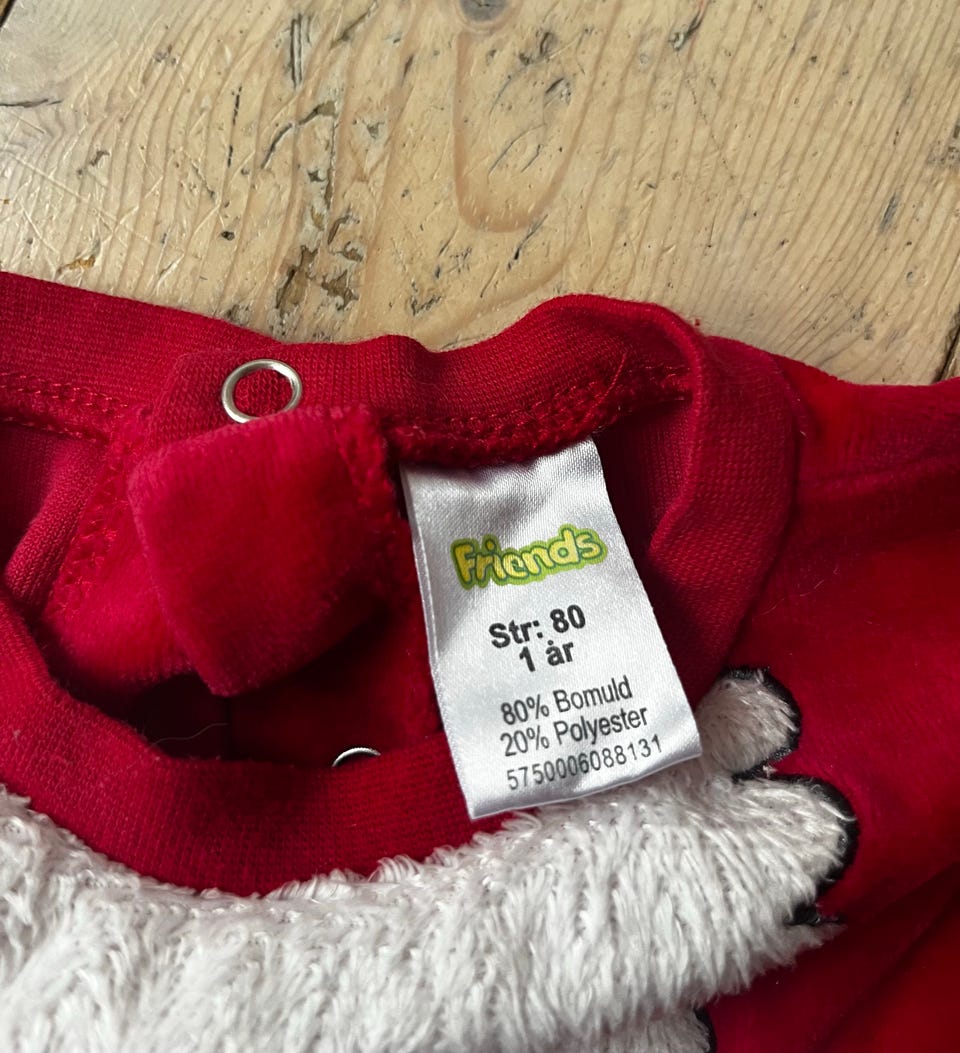 Friends
Str: 80
1 år
80% Bomuld
20% Polyester
5750006088131